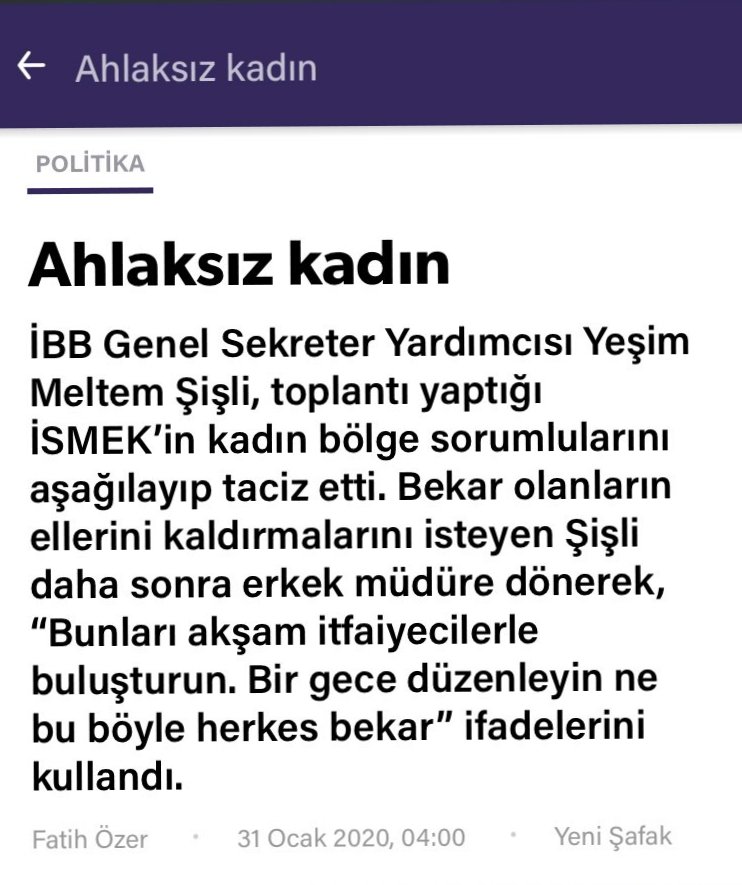 Ahlaksız kadın
POLİTİKA
Ahlaksız kadın
İBB Genel Sekreter Yardımcısı Yeşim
Meltem Şişli, toplantı yaptığı
İSMEK'in kadın bölge sorumlularını
aşağılayıp taciz etti. Bekar olanların
ellerini kaldırmalarını isteyen Şişli
daha sonra erkek müdüre dönerek,
“Bunları akşam itfaiyecilerle
buluşturun. Bir gece düzenleyin ne
bu böyle herkes bekar” ifadelerini
kullandı.
Fatih Özer • 31 Ocak 2020, 04:00 • Yeni Şafak